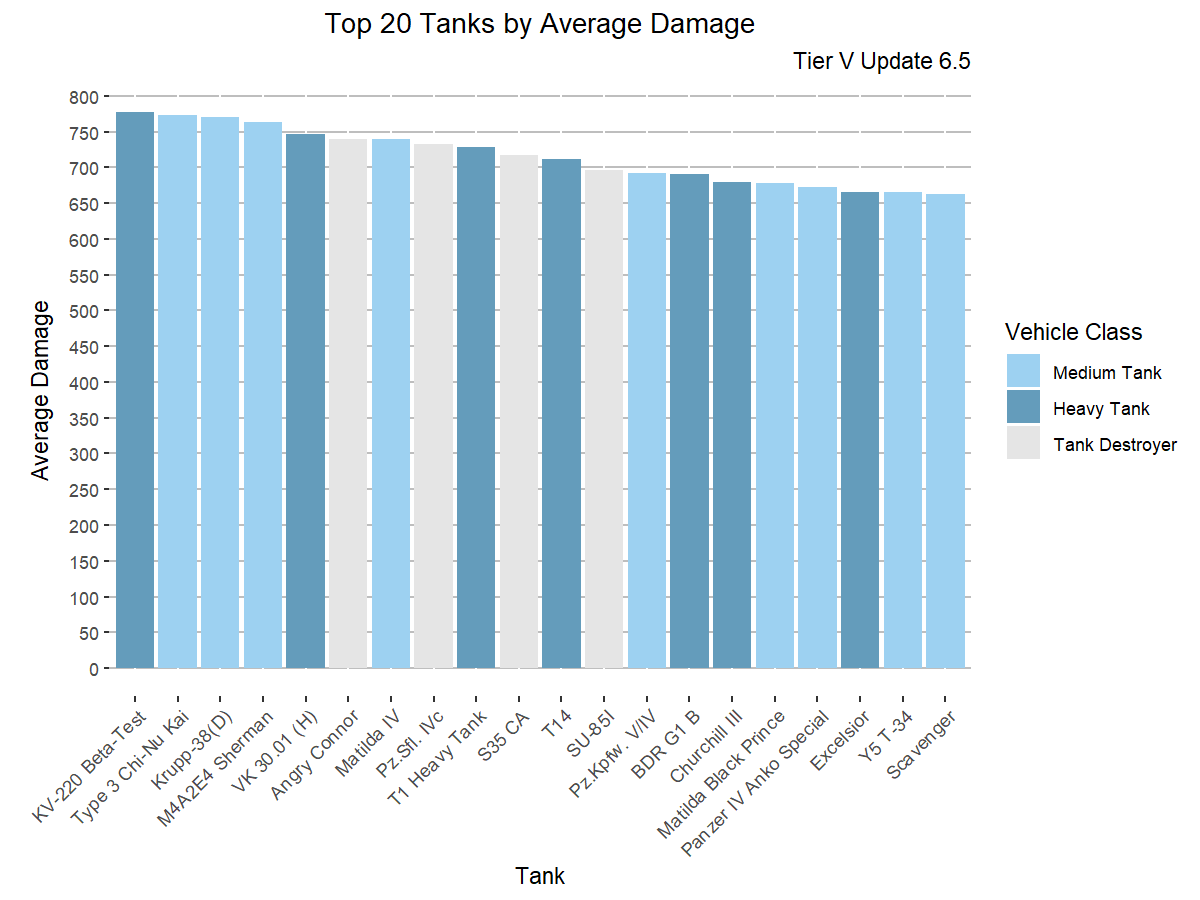 Top 20 Tanks by Average Damage
Tier V Update 6.5
Average Damage
800
750
700
650
600
550
500
450
400
350
300
250
200
150
100
50
0
KV-220 Beta-Test
Type 3 Chi-Nu Kai
Krupp-38(D)
M4A2E4 Sherman
VK 30.01 (H)
Angry Connor
Matilda IV
Pz.Sfl. IVc
T1 Heavy Tank
S35 CA
T14
SU-85I
Pz.Kpfw. V/IV
BDR G1 B
Churchill III
Matilda Black Prince
Panzer IV Anko Special
Excelsior
Y5 T-34
Scavenger
Tank
Vehicle Class
Medium Tank
Heavy Tank
Tank Destroyer